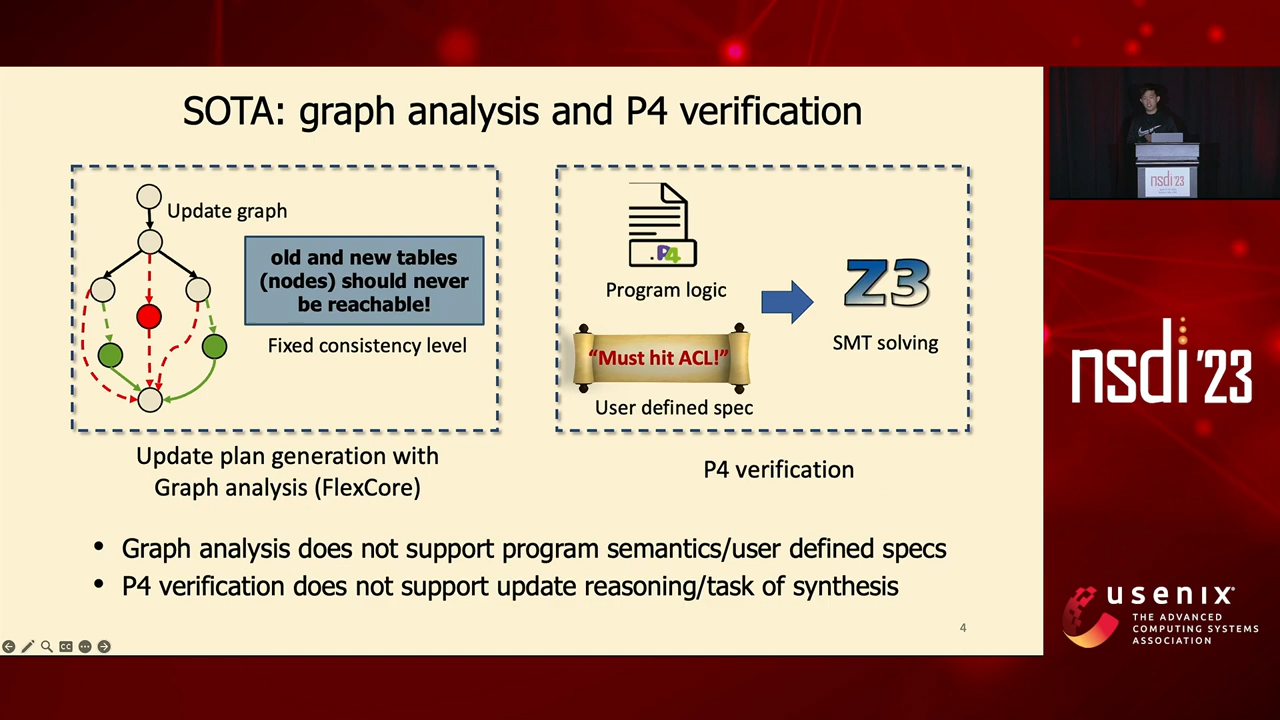 SOTA: graph analysis and P4 verification
Update graph
old and new tables
(nodes) should never
be reachable!
Fixed consistency level
Update plan generation with
Graph analysis (FlexCore)
.P4
Program logic
“Must hit ACL!”
User defined spec
Z3
SMT solving
P4 verification
• Graph analysis does not support program semantics/user defined specs
• P4 verification does not support update reasoning/task of synthesis
4
nsdi '23
nsdi '23
usenix
THE ADVANCED
COMPUTING SYSTEMS
ASSOCIATION